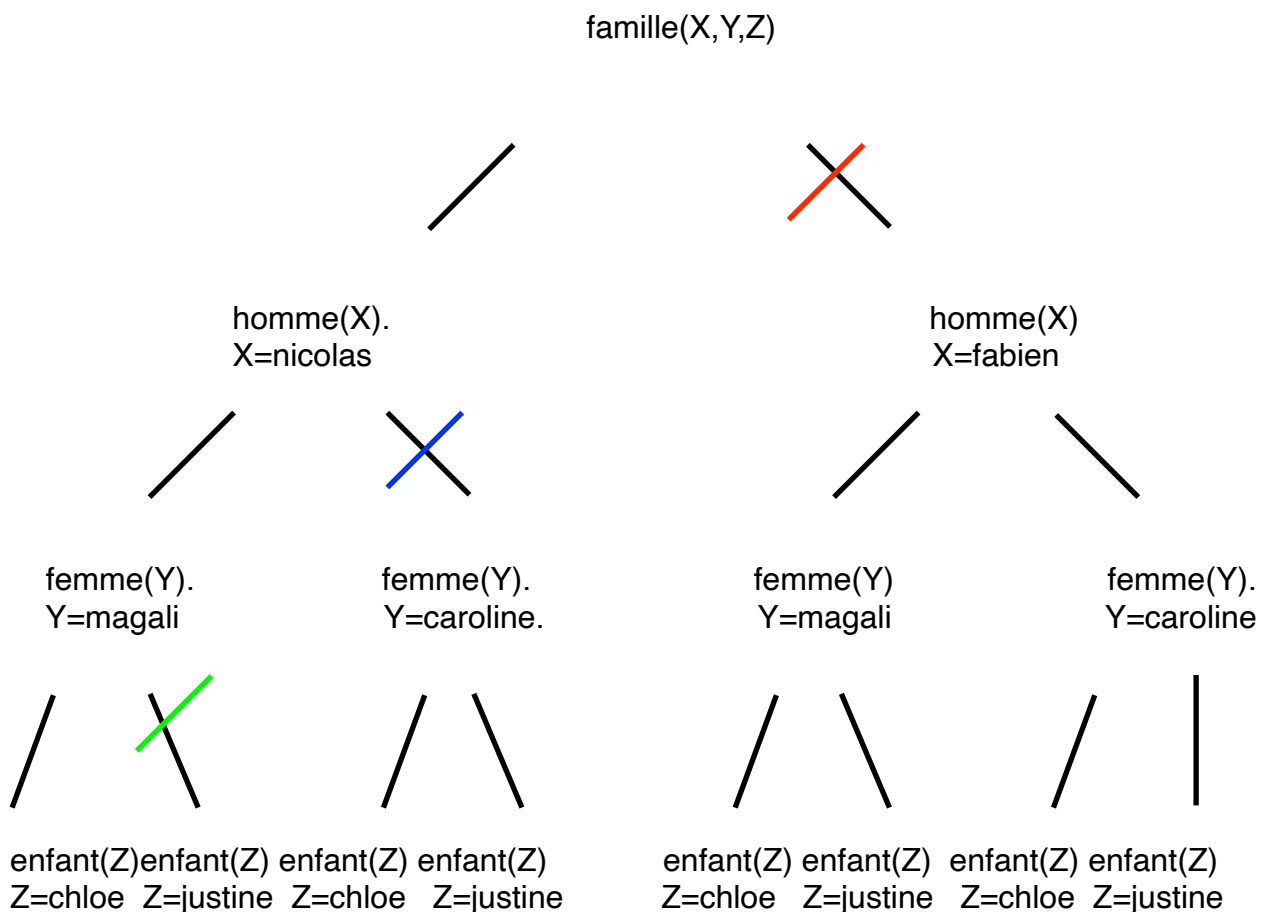 famille(X,Y,Z)
homme(X). homme(X)
X=nicolas X=fabien
femme(Y). femme(Y). femme(Y) femme(Y).
Y=magali Y=caroline. Y=magali Y=caroline
enfant(Z)enfant(Z) enfant(Z) enfant(Z) enfant(Z) enfant(Z) enfant(Z) enfant(Z)
Z=chloe Z=justine Z=chloe Z=justine Z=chloe Z=justine Z=chloe Z=justine